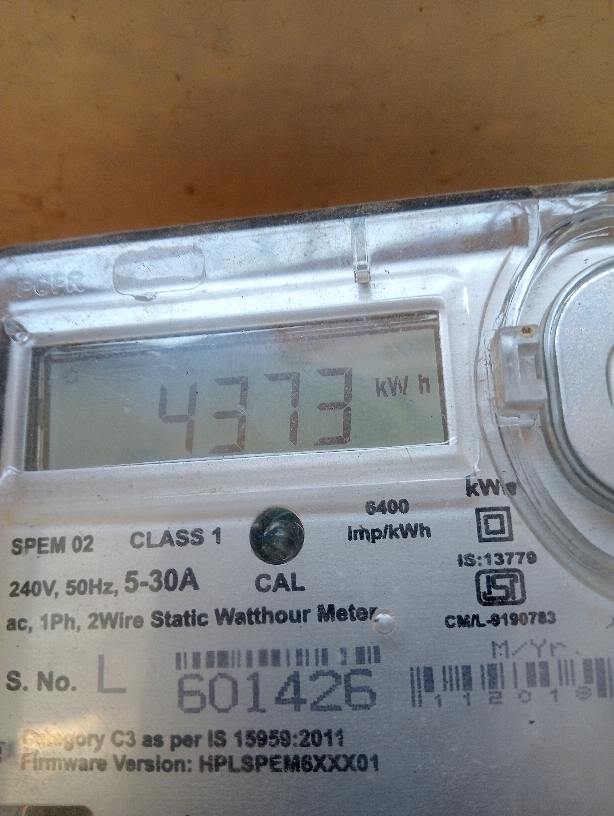 4373 kW h
6400
imp/kWh
SPEM 02 CLASS 1
IS:13779
240V, 50Hz, 5-30A CAL
ac, 1Ph, 2Wire Static Watthour Meter
CM/L-9190783
M/Yr.
S. No. L 601426
112018
Category C3 as per IS 15959:2011
Firmware Version: HPLSPEM6XXX01